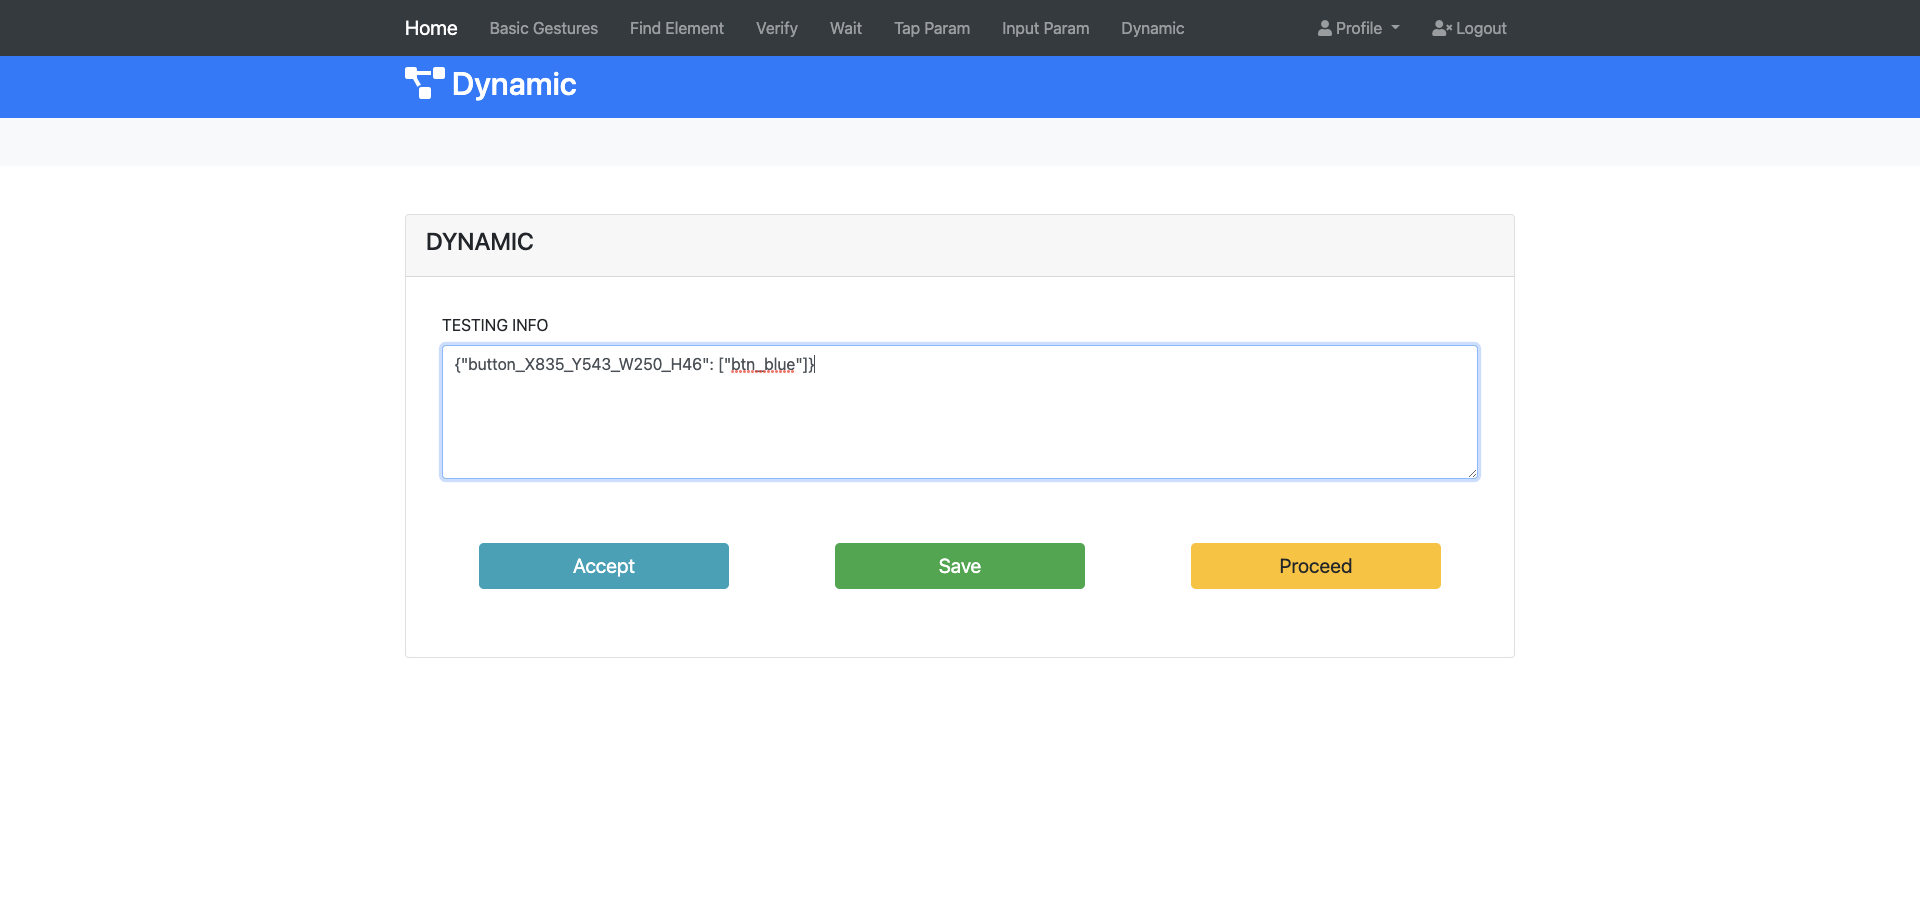 Home Basic Gestures Find Element Verify Wait Tap Param Input Param Dynamic Profile Logout
Dynamic
DYNAMIC
TESTING INFO
{"button_X835_Y543_W250_H46": ["btn_blue"]}
Accept Save Proceed